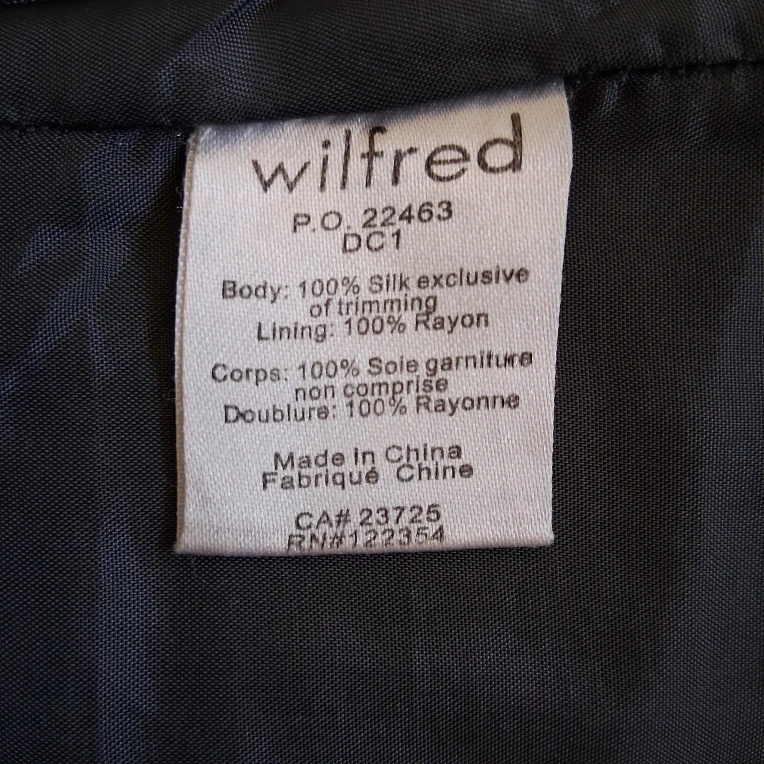 wilfred
P.O. 22463
DC1
Body: 100% Silk exclusive
of trimming
Lining: 100% Rayon
Corps: 100% Soie garniture
non comprise
Doublure: 100% Rayonne
Made in China
Fabriqué Chine
CA# 23725
RN#122354